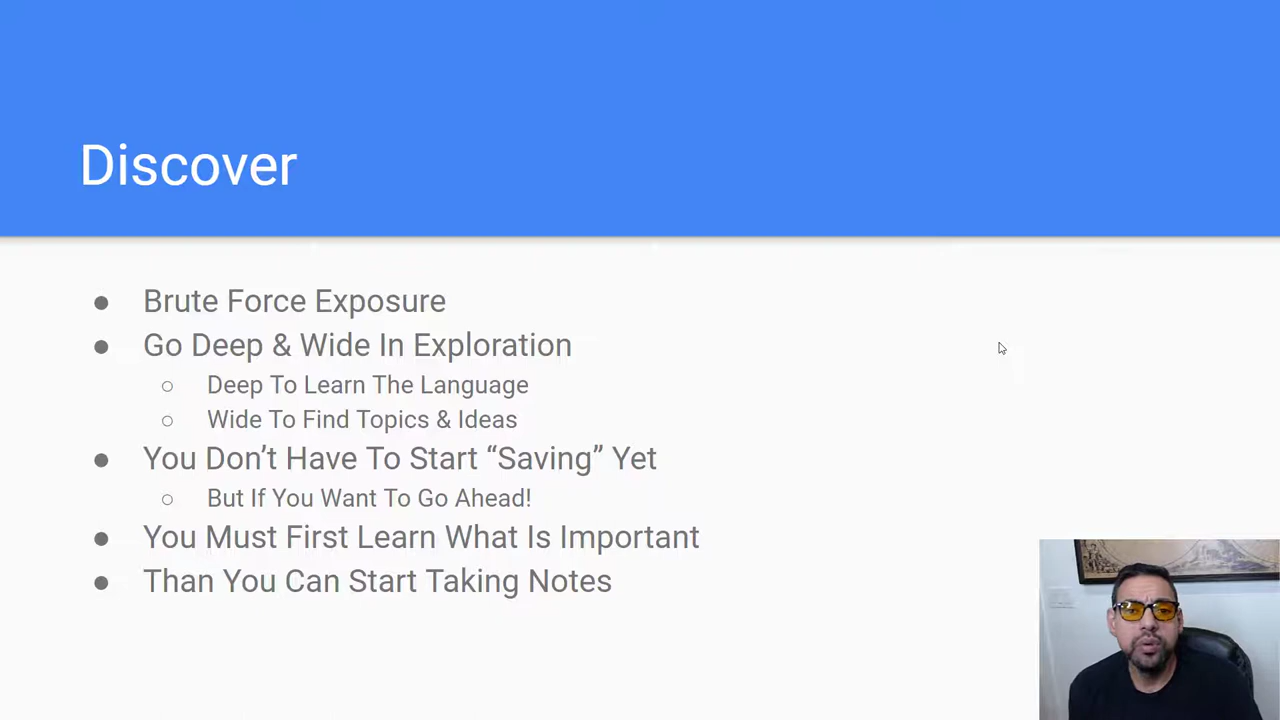 Discover
Brute Force Exposure
Go Deep & Wide In Exploration
Deep To Learn The Language
Wide To Find Topics & Ideas
You Don’t Have To Start “Saving” Yet
But If You Want To Go Ahead!
You Must First Learn What Is Important
Than You Can Start Taking Notes